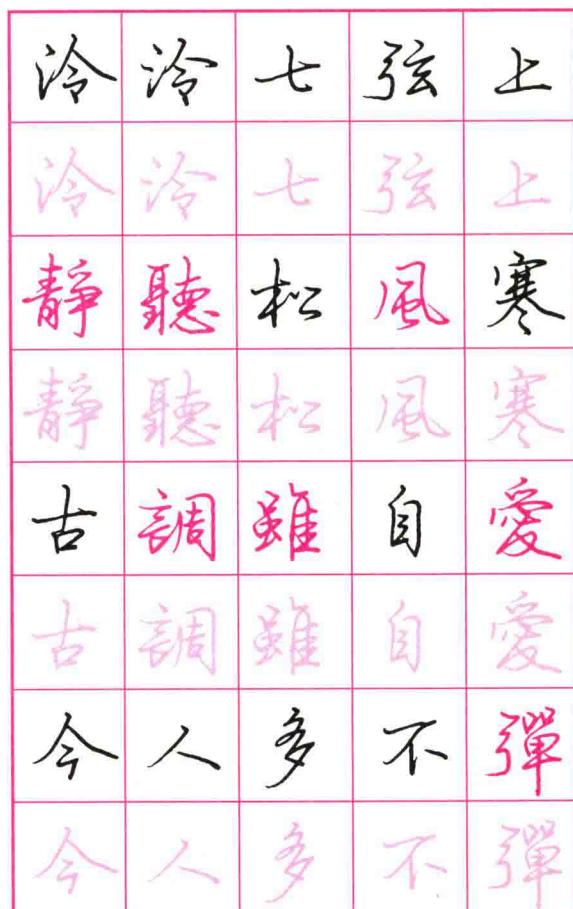 泠泠七弦上
泠泠七弦上
靜聽松風寒
靜聽松風寒
古調雖自愛
古調雖自愛
今人多不彈
今人多不彈